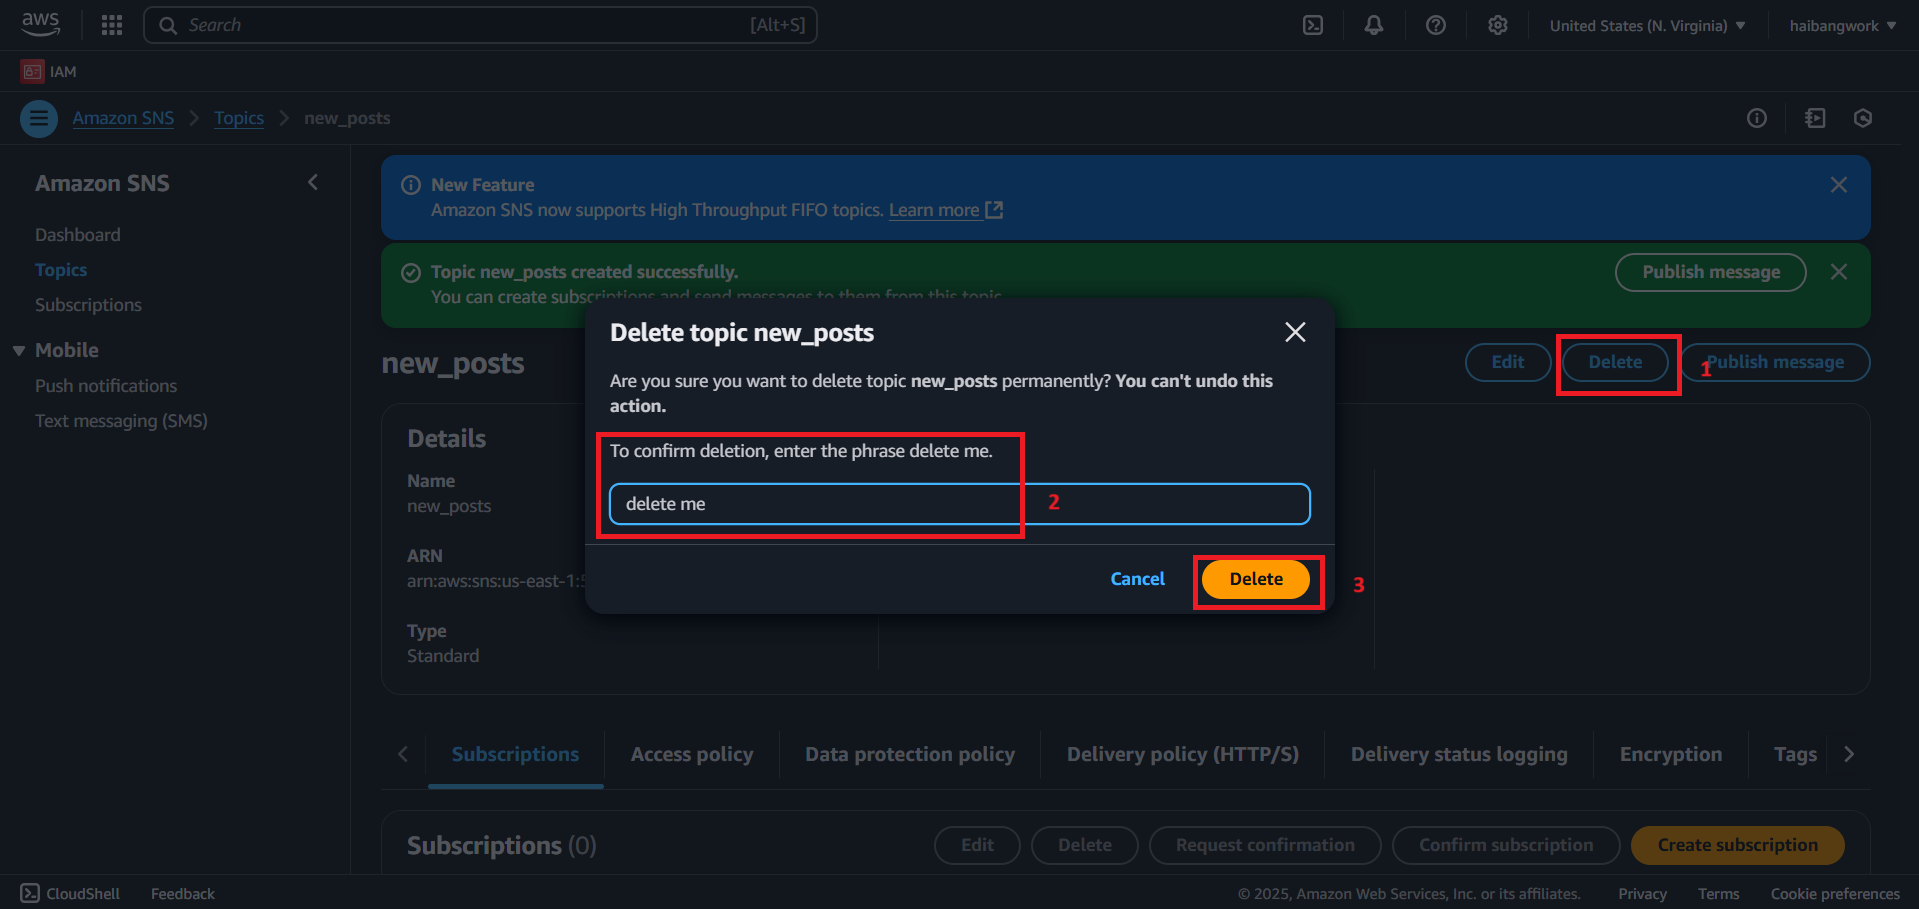 aws
Search
[Alt+S]
United States (N. Virginia)
haibangwork
IAM
Amazon SNS
Topics
new_posts
Amazon SNS
Dashboard
Topics
Subscriptions
Mobile
Push notifications
Text messaging (SMS)
New Feature
Amazon SNS now supports High Throughput FIFO topics. Learn more
Topic new_posts created successfully.
You can create subscriptions and send messages to them from this topic.
Publish message
new_posts
Edit
Delete
1
Publish message
Details
Name
new_posts
ARN
arn:aws:sns:us-east-1:5
Type
Standard
Delete topic new_posts
Are you sure you want to delete topic new_posts permanently? You can't undo this
action.
To confirm deletion, enter the phrase delete me.
delete me
2
Cancel
Delete
3
Subscriptions
Access policy
Data protection policy
Delivery policy (HTTP/S)
Delivery status logging
Encryption
Tags
Subscriptions (0)
Edit
Delete
Request confirmation
Confirm subscription
Create subscription
CloudShell
Feedback
© 2025, Amazon Web Services, Inc. or its affiliates.
Privacy
Terms
Cookie preferences